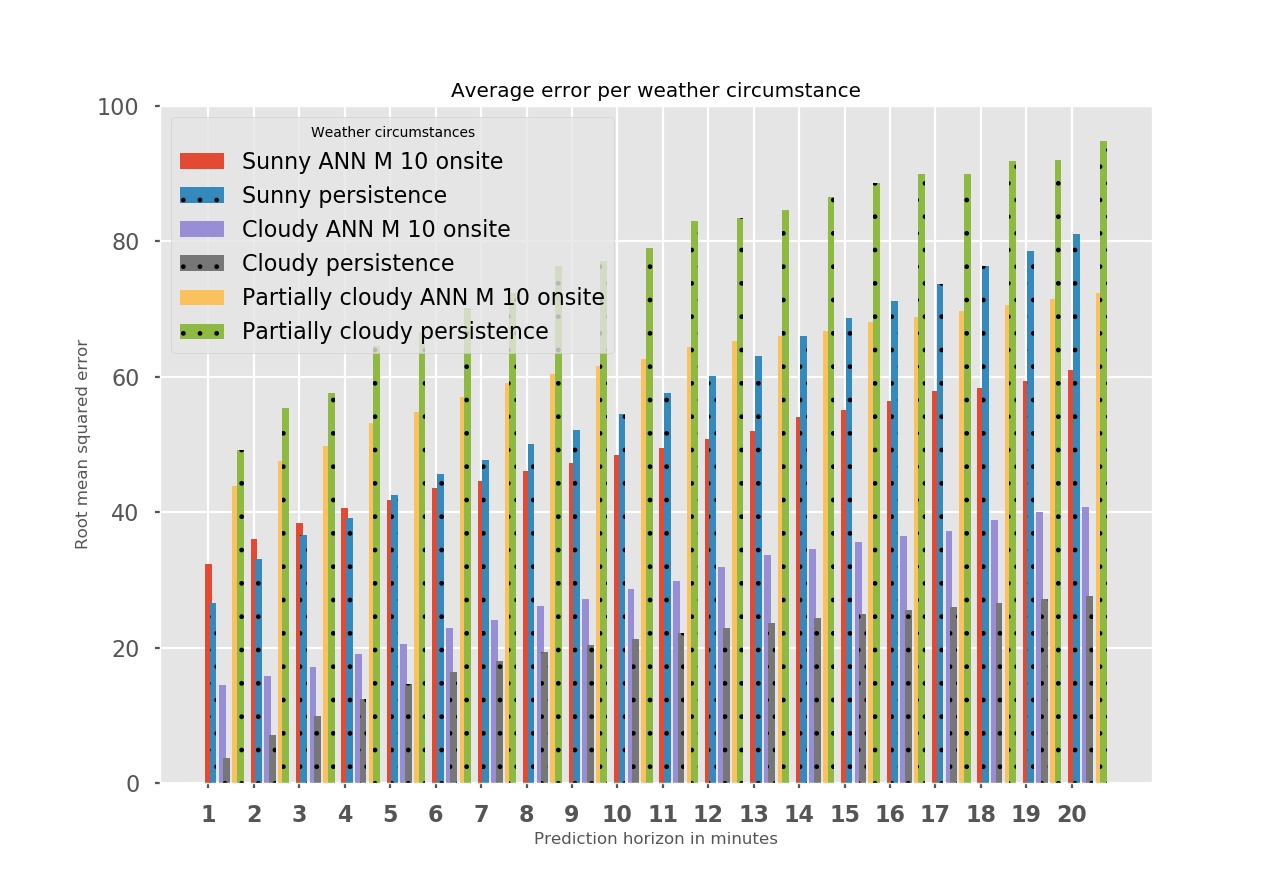 Average error per weather circumstance
100
80
60
40
20
0
Root mean squared error
Weather circumstances
Sunny ANN M 10 onsite
Sunny persistence
Cloudy ANN M 10 onsite
Cloudy persistence
Partially cloudy ANN M 10 onsite
Partially cloudy persistence
1 2 3 4 5 6 7 8 9 10 11 12 13 14 15 16 17 18 19 20
Prediction horizon in minutes